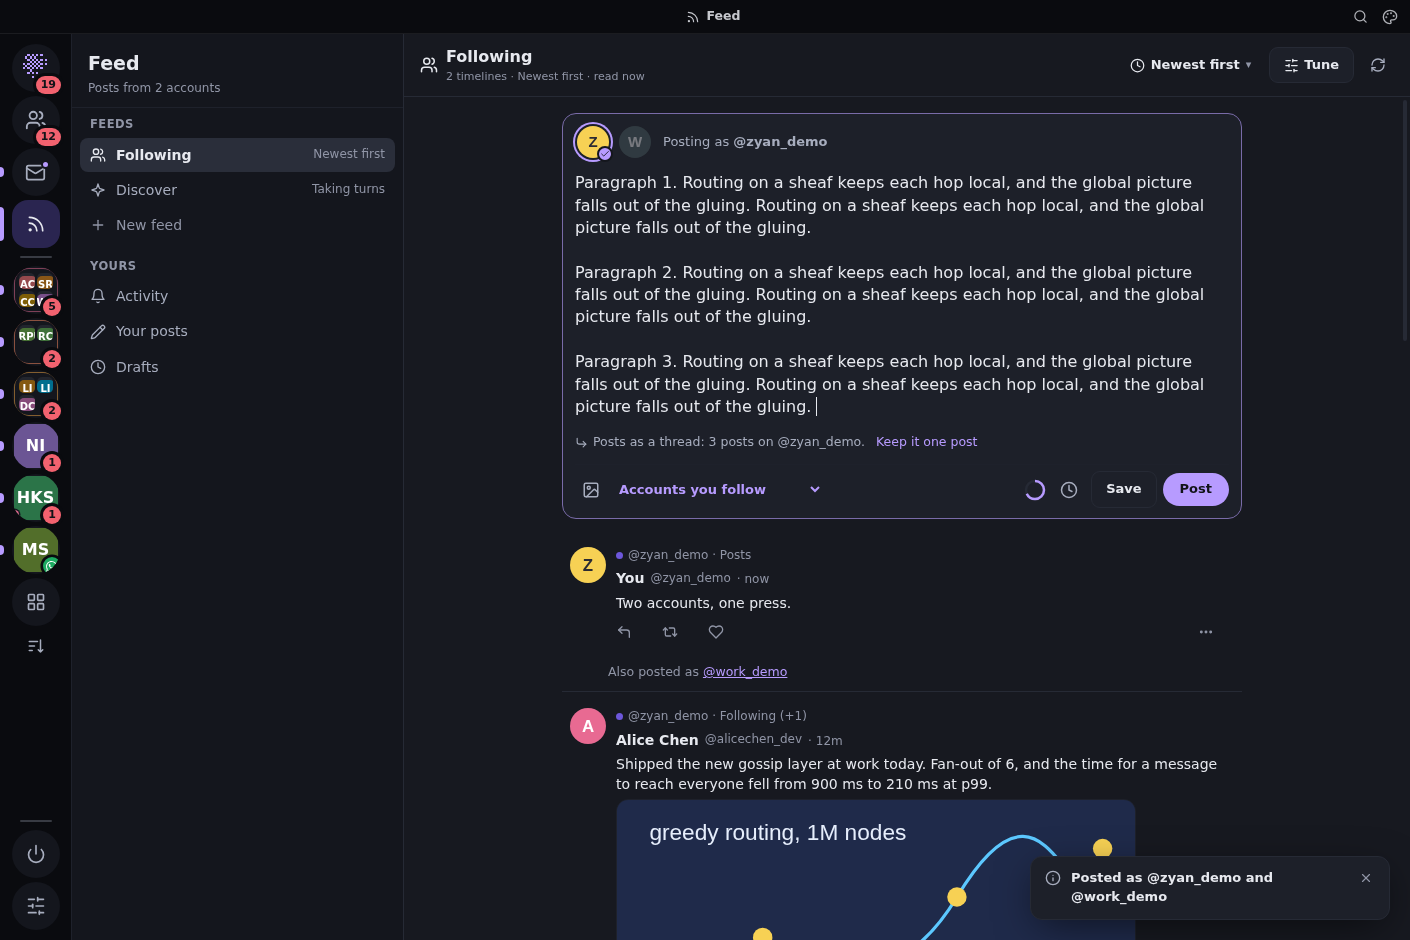 Feed
19
12
5
AC
SR
CC
2
RP
RC
2
LI
LI
DC
NI
1
HKS
1
MS
Feed
Posts from 2 accounts
FEEDS
Following Newest first
Discover Taking turns
New feed
YOURS
Activity
Your posts
Drafts
Following
2 timelines · Newest first · read now
Newest first
Tune
Z W Posting as @zyan_demo
Paragraph 1. Routing on a sheaf keeps each hop local, and the global picture
falls out of the gluing. Routing on a sheaf keeps each hop local, and the global
picture falls out of the gluing.
Paragraph 2. Routing on a sheaf keeps each hop local, and the global picture
falls out of the gluing. Routing on a sheaf keeps each hop local, and the global
picture falls out of the gluing.
Paragraph 3. Routing on a sheaf keeps each hop local, and the global picture
falls out of the gluing. Routing on a sheaf keeps each hop local, and the global
picture falls out of the gluing.
Posts as a thread: 3 posts on @zyan_demo. Keep it one post
Accounts you follow
Save
Post
Z
@zyan_demo · Posts
You @zyan_demo · now
Two accounts, one press.
Also posted as @work_demo
A
@zyan_demo · Following (+1)
Alice Chen @alicechen_dev · 12m
Shipped the new gossip layer at work today. Fan-out of 6, and the time for a message
to reach everyone fell from 900 ms to 210 ms at p99.
greedy routing, 1M nodes
Posted as @zyan_demo and
@work_demo